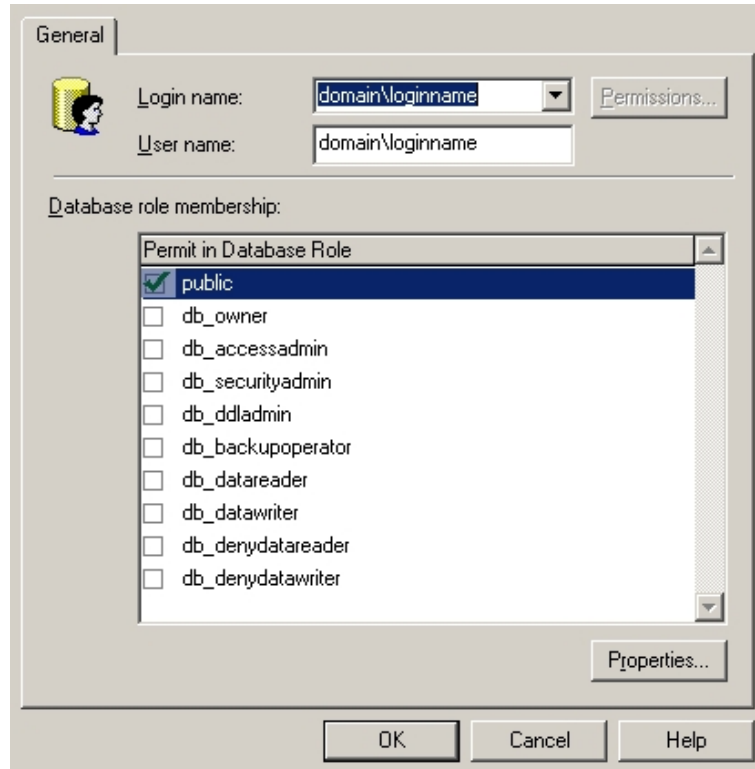 General
Login name: domain\loginname Permissions...
User name: domain\loginname
Database role membership:
Permit in Database Role
public
db_owner
db_accessadmin
db_securityadmin
db_ddladmin
db_backupoperator
db_datareader
db_datawriter
db_denydatareader
db_denydatawriter
Properties...
OK Cancel Help